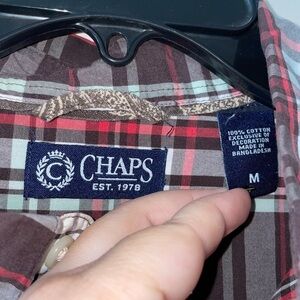 C
CHAPS
EST. 1978
100% COTTON
EXCLUSIVE OF
DECORATION
MADE IN
BANGLADESH
M